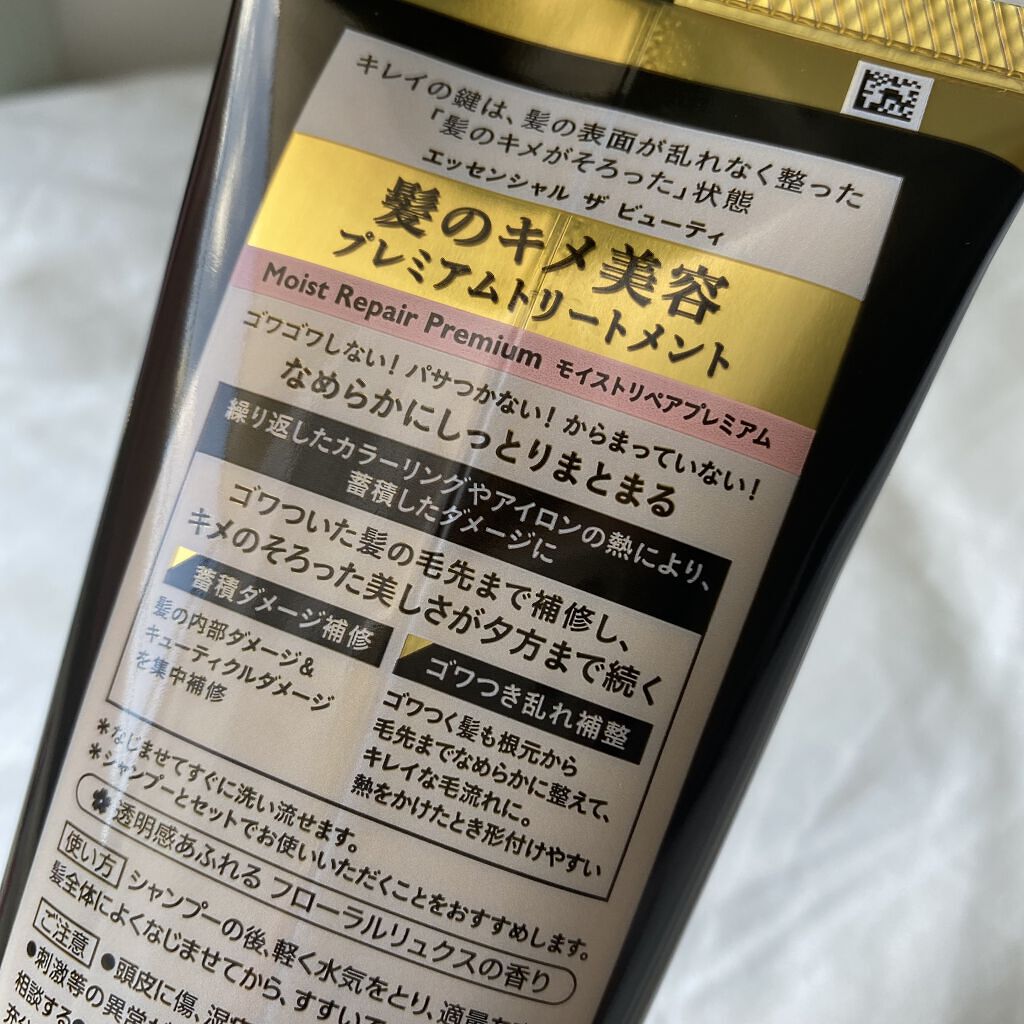 キレイの鍵は、髪の表面が乱れなく整った
「髪のキメがそろった」状態
エッセンシャル ザ ビューティ
髪のキメ美容
プレミアムトリートメント
Moist Repair Premium モイストリペアプレミアム
ゴワゴワしない! パサつかない! からまっていない!
なめらかにしっとりまとまる
繰り返したカラーリングやアイロンの熱により、
蓄積したダメージに
ゴワついた髪の毛先まで補修し、
キメのそろった美しさが夕方まで続く
蓄積ダメージ補修
髪の内部ダメージ&
キューティクルダメージ
を集中補修
ゴワつき乱れ補整
ゴワつく髪も根元から
毛先までなめらかに整えて、
キレイな毛流れに。
熱をかけたとき形付けやすい
*なじませてすぐに洗い流せます。
*シャンプーとセットでお使いいただくことをおすすめします。
透明感あふれる フローラルリュクスの香り
使い方 シャンプーの後、軽く水気をとり、適量を
髪全体によくなじませてから、すすい
ご注意 ●頭皮に傷、湿
●刺激等の異常が
相談する●